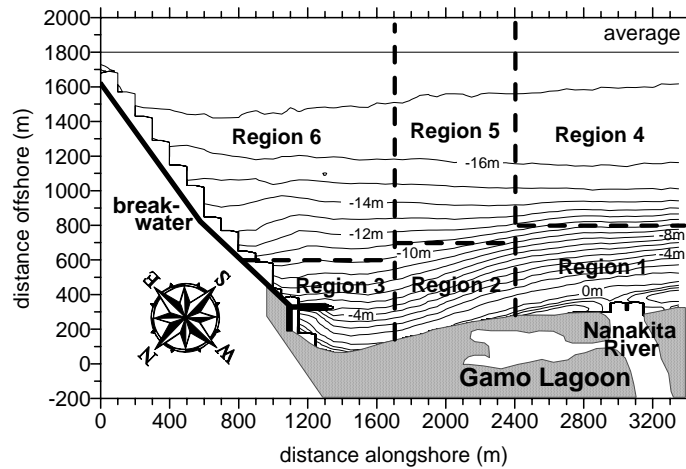 2000
1800
1600
1400
1200
1000
800
600
400
200
0
-200
distance offshore (m)
average
Region 6
Region 5
Region 4
-16m
break-
water
-14m
-12m
-10m
-8m
-4m
Region 3
Region 2
Region 1
0m
-4m
S
E
N
W
Nanakita
River
Gamo Lagoon
0 400 800 1200 1600 2000 2400 2800 3200
distance alongshore (m)